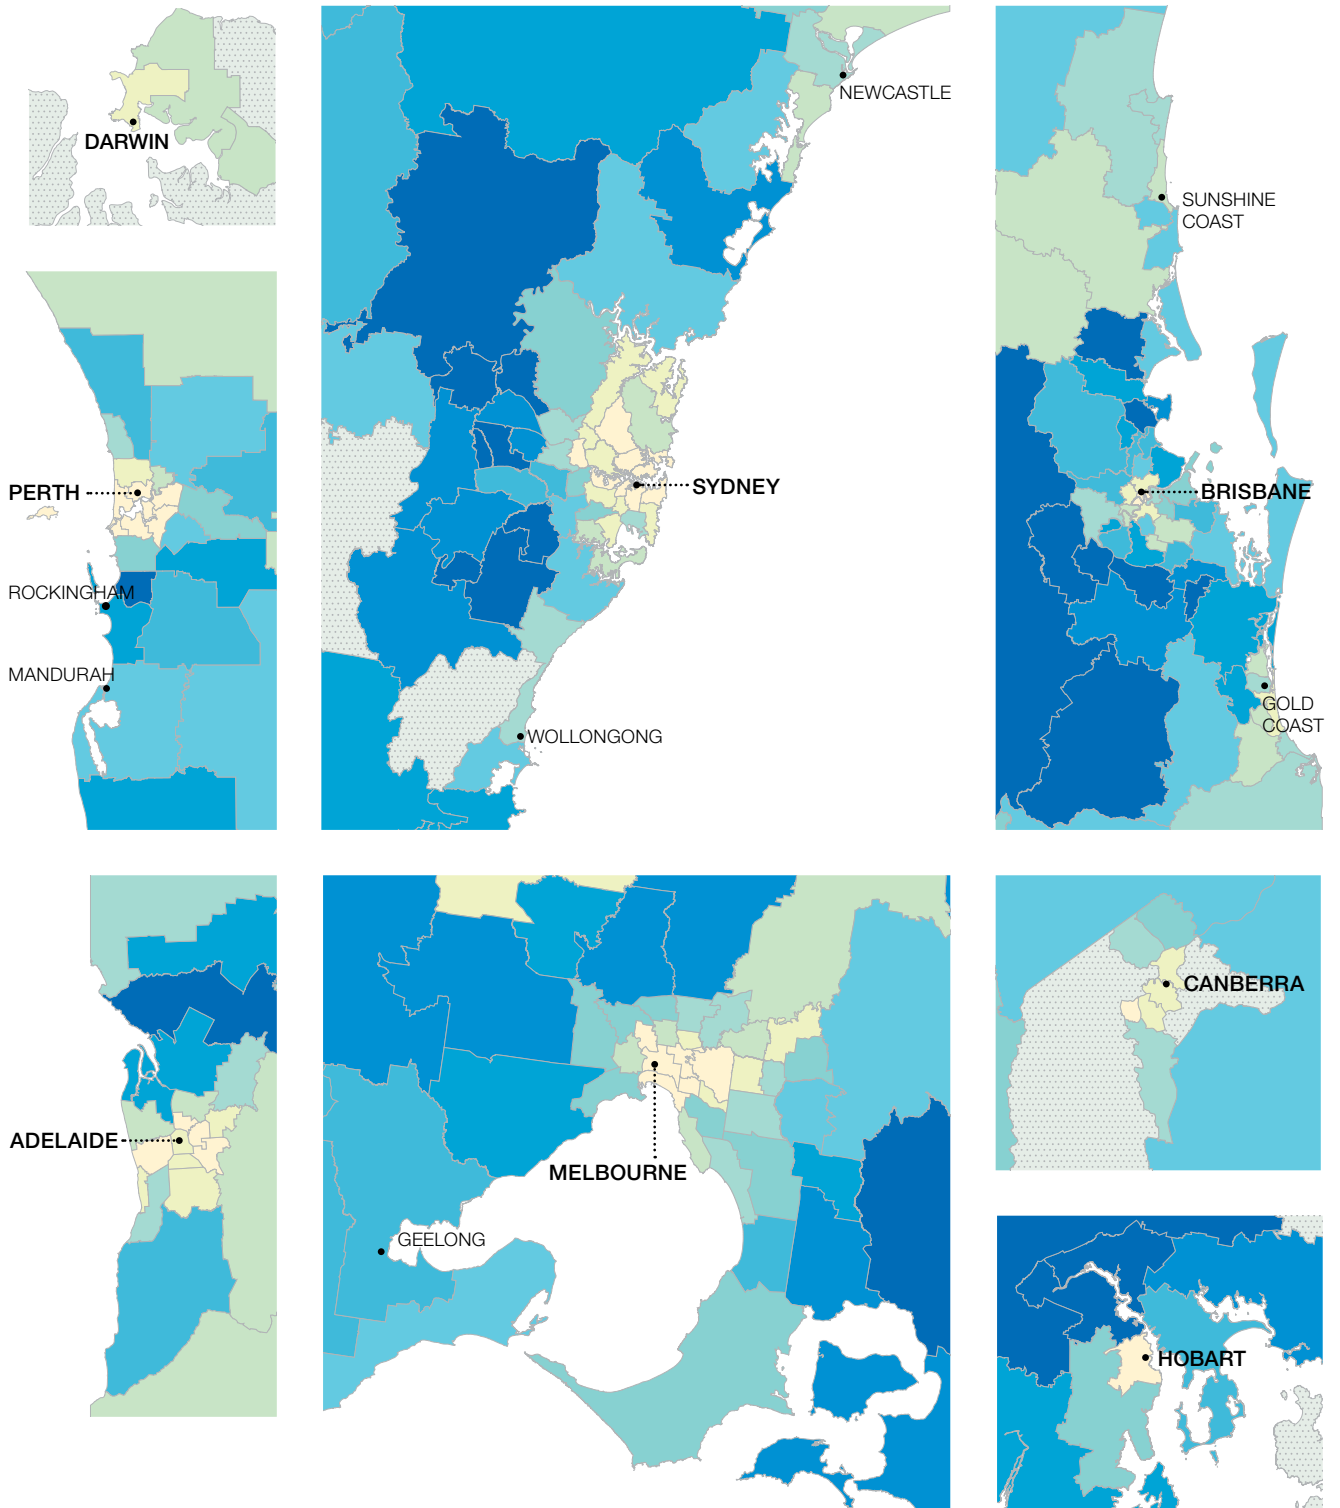 DARWIN
NEWCASTLE
SUNSHINE
COAST
PERTH
SYDNEY
BRISBANE
ROCKINGHAM
MANDURAH
WOLLONGONG
GOLD
COAST
ADELAIDE
MELBOURNE
GEELONG
CANBERRA
HOBART